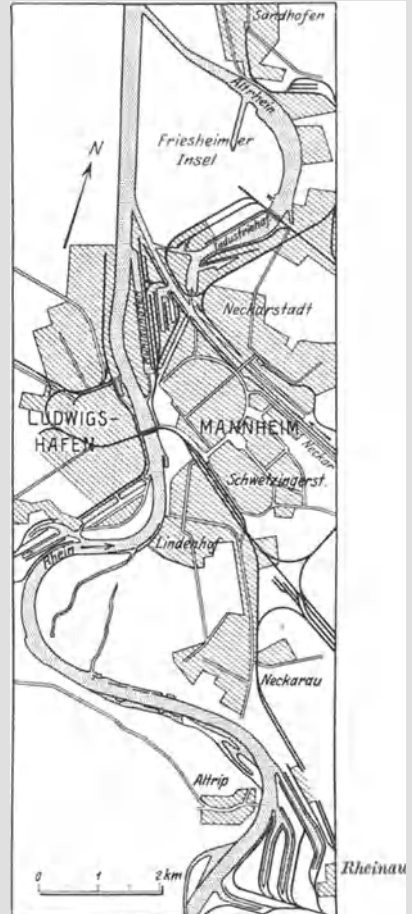 Sandhofen
Altrhein
Friesheimer
Insel
N
Industriehaf.
Neckarstadt
LUDWIGS-
HAFEN
MANNHEIM
Neckar
Schwetzingerst.
Rhein
Lindenhof
Neckarau
Altrip
0 1 2 km
Rheinau